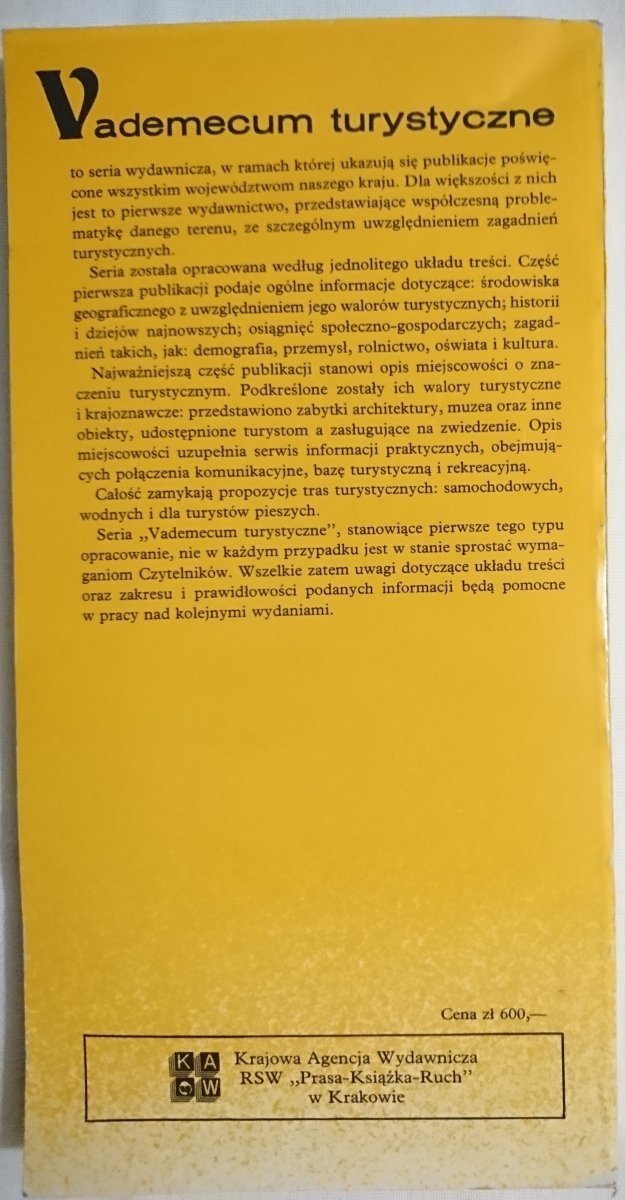 Vademecum turystyczne
to seria wydawnicza, w ramach której ukazują się publikacje poświę-
cone wszystkim województwom naszego kraju. Dla większości z nich
jest to pierwsze wydawnictwo, przedstawiające współczesną proble-
matykę danego terenu, ze szczególnym uwzględnieniem zagadnień
turystycznych.
Seria została opracowana według jednolitego układu treści. Część
pierwsza publikacji podaje ogólne informacje dotyczące: środowiska
geograficznego z uwzględnieniem jego walorów turystycznych; historii
i dziejów najnowszych; osiągnięć społeczno-gospodarczych; zagad-
nień takich, jak: demografia, przemysł, rolnictwo, oświata i kultura.
Najważniejszą część publikacji stanowi opis miejscowości o zna-
czeniu turystycznym. Podkreślone zostały ich walory turystyczne
i krajoznawcze: przedstawiono zabytki architektury, muzea oraz inne
obiekty, udostępnione turystom a zasługujące na zwiedzenie. Opis
miejscowości uzupełnia serwis informacji praktycznych, obejmują-
cych połączenia komunikacyjne, bazę turystyczną i rekreacyjną.
Całość zamykają propozycje tras turystycznych: samochodowych,
wodnych i dla turystów pieszych.
Seria „Vademecum turystyczne”, stanowiące pierwsze tego typu
opracowanie, nie w każdym przypadku jest w stanie sprostać wyma-
ganiom Czytelników. Wszelkie zatem uwagi dotyczące układu treści
oraz zakresu i prawidłowości podanych informacji będą pomocne
w pracy nad kolejnymi wydaniami.
Cena zł 600,—
K A
W
Krajowa Agencja Wydawnicza
RSW „Prasa-Książka-Ruch”
w Krakowie